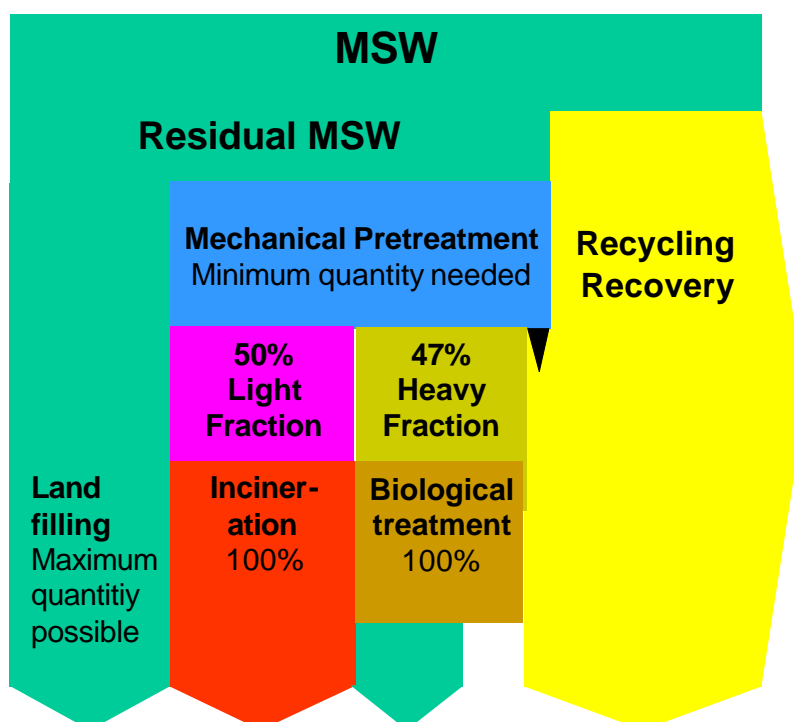 MSW
Residual MSW
Mechanical Pretreatment
Minimum quantity needed
Recycling
Recovery
50%
Light
Fraction
47%
Heavy
Fraction
Land
filling
Maximum
quantitiy
possible
Inciner-
ation
100%
Biological
treatment
100%